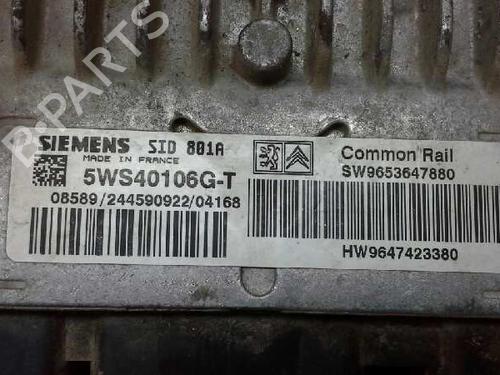 B-PARTS
SIEMENS SID 801A
MADE IN FRANCE
5WS40106G-T
08589/244590922/04168
Common Rail
SW9653647880
HW9647423380